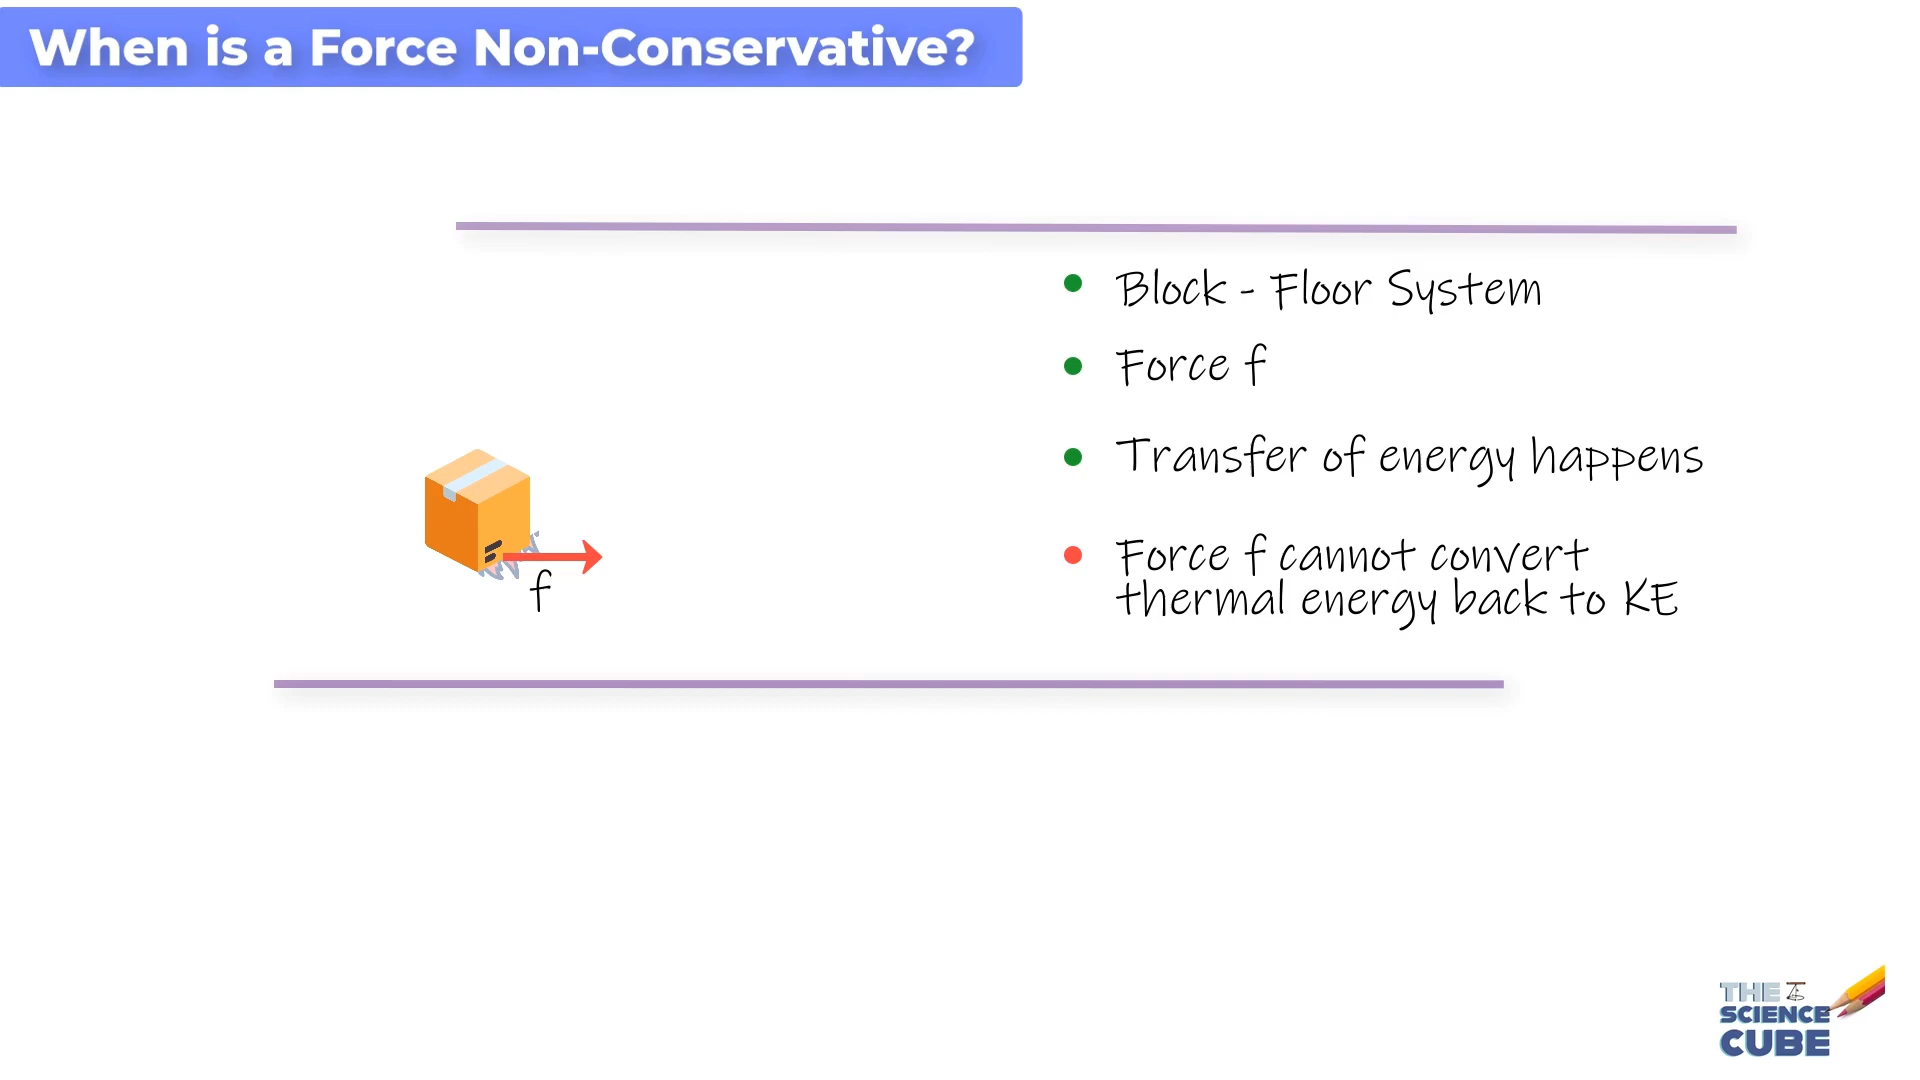 When is a Force Non-Conservative?
Block - Floor System
Force f
Transfer of energy happens
Force f cannot convert
thermal energy back to KE
f
THE
SCIENCE
CUBE